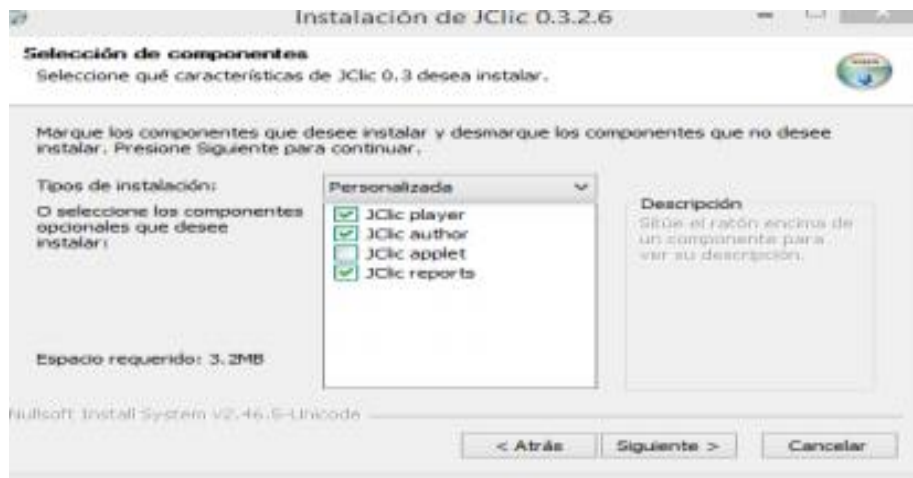 Instalación de JClic 0.3.2.6
Selección de componentes
Seleccione qué características de JClic 0.3 desea instalar.
Marque los componentes que desee instalar y desmarque los componentes que no desee
instalar. Presione Siguiente para continuar.
Tipos de instalación:
Personalizada
O seleccione los componentes
opcionales que desee
instalar:
JClic player
JClic author
JClic applet
JClic reports
Descripción
Sitúe el ratón encima de
un componente para
ver su descripción.
Espacio requerido: 3.2MB
Nullsoft Install System v2.46.5-Unicode
< Atrás
Siguiente >
Cancelar